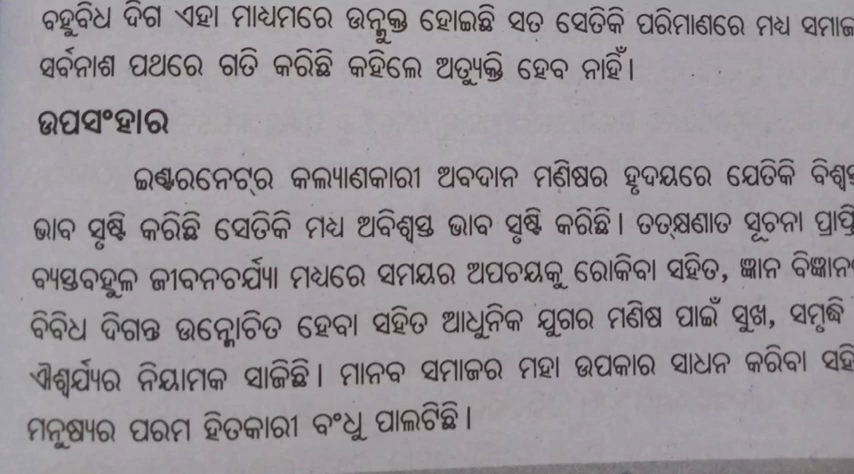 ବହୁବିଧ ଦିଗ ଏହା ମାଧ୍ୟମରେ ଉନ୍ମୁକ୍ତ ହୋଇଛି ସତ ସେତିକି ପରିମାଣରେ ମଧ୍ୟ ସମାଜ
ସର୍ବନାଶ ପଥରେ ଗତି କରିଛି କହିଲେ ଅତ୍ୟୁକ୍ତି ହେବ ନାହିଁ।
ଉପସଂହାର
ଇଣ୍ଟରନେଟ୍‌ର କଲ୍ୟାଣକାରୀ ଅବଦାନ ମଣିଷର ହୃଦୟରେ ଯେତିକି
ଭାବ ସୃଷ୍ଟି କରିଛି ସେତିକି ମଧ୍ୟ ଅବିଶ୍ୱସ୍ତ ଭାବ ସୃଷ୍ଟି କରିଛି। ତତ୍‌କ୍ଷଣାତ ସୂଚନା ପ୍ରାପ୍ତି
ବ୍ୟସ୍ତବହୁଳ ଜୀବନଚର୍ଯ୍ୟା ମଧ୍ୟରେ ସମୟର ଅପଚୟକୁ ରୋକିବା ସହିତ, ଜ୍ଞାନ ବିଜ୍ଞାନ
ବିବିଧ ଦିଗନ୍ତ ଉନ୍ମୋଚିତ ହେବା ସହିତ ଆଧୁନିକ ଯୁଗର ମଣିଷ ପାଇଁ ସୁଖ, ସମୃଦ୍ଧି
ଐଶ୍ୱର୍ଯ୍ୟର ନିୟାମକ ସାଜିଛି। ମାନବ ସମାଜର ମହା ଉପକାର ସାଧନ କରିବା
ମନୁଷ୍ୟର ପରମ ହିତକାରୀ ବଂଧୁ ପାଲଟିଛି।